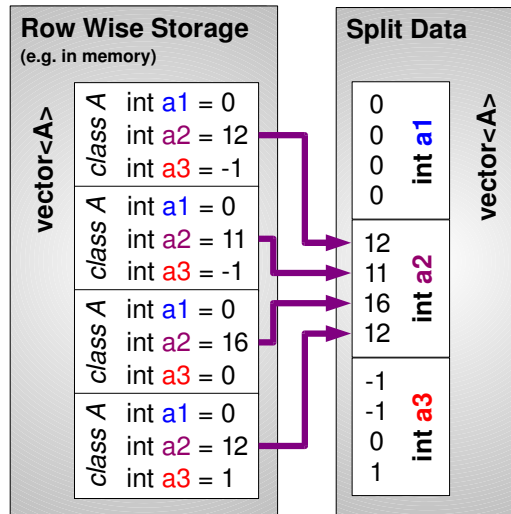 Row Wise Storage
(e.g. in memory)
vector<A>
class A
int a1 = 0
int a2 = 12
int a3 = -1
class A
int a1 = 0
int a2 = 11
int a3 = -1
class A
int a1 = 0
int a2 = 16
int a3 = 0
class A
int a1 = 0
int a2 = 12
int a3 = 1
Split Data
0
0
0
0
int a1
12
11
16
12
int a2
-1
-1
0
1
int a3
vector<A>